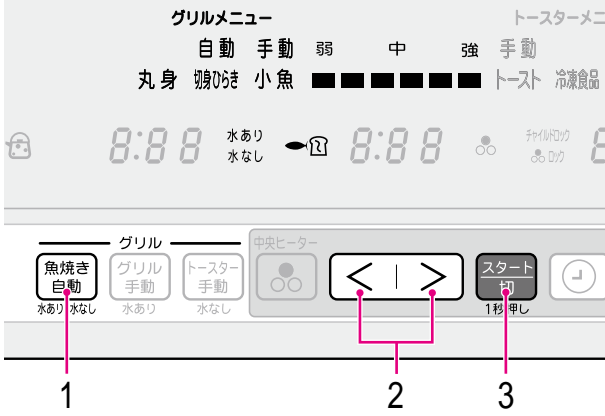 グリルメニュー トースターメニ
自動 手動 弱 中 強 手動
丸身 切身ひらき 小魚 トースト 冷凍食品
8:88 水あり 水なし 8:88 チャイルドロック ロック 8
グリル
中央ヒーター
魚焼き 自動 グリル 手動 トースター 手動 < | > スタート 切
水あり 水なし 水あり 水なし 1秒押し
1 2 3